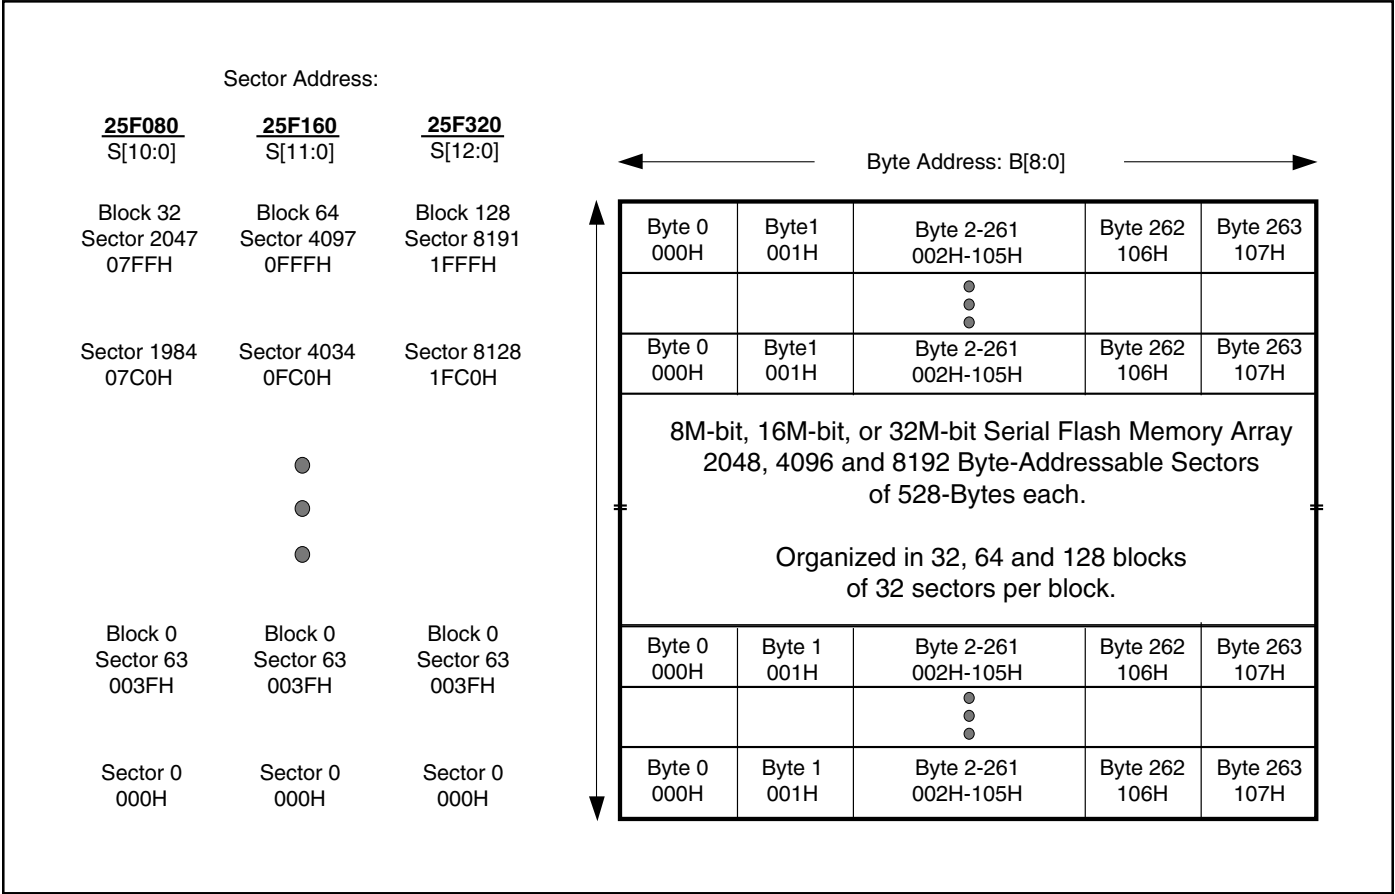 Sector Address:
25F080 25F160 25F320
S[10:0] S[11:0] S[12:0]
Byte Address: B[8:0]
Block 32 Block 64 Block 128
Sector 2047 Sector 4097 Sector 8191
07FFH 0FFFH 1FFFH
Byte 0 Byte1 Byte 2-261 Byte 262 Byte 263
000H 001H 002H-105H 106H 107H
Sector 1984 Sector 4034 Sector 8128
07C0H 0FC0H 1FC0H
Byte 0 Byte1 Byte 2-261 Byte 262 Byte 263
000H 001H 002H-105H 106H 107H
8M-bit, 16M-bit, or 32M-bit Serial Flash Memory Array
2048, 4096 and 8192 Byte-Addressable Sectors
of 528-Bytes each.
Organized in 32, 64 and 128 blocks
of 32 sectors per block.
Block 0 Block 0 Block 0
Sector 63 Sector 63 Sector 63
003FH 003FH 003FH
Byte 0 Byte 1 Byte 2-261 Byte 262 Byte 263
000H 001H 002H-105H 106H 107H
Sector 0 Sector 0 Sector 0
000H 000H 000H
Byte 0 Byte 1 Byte 2-261 Byte 262 Byte 263
000H 001H 002H-105H 106H 107H